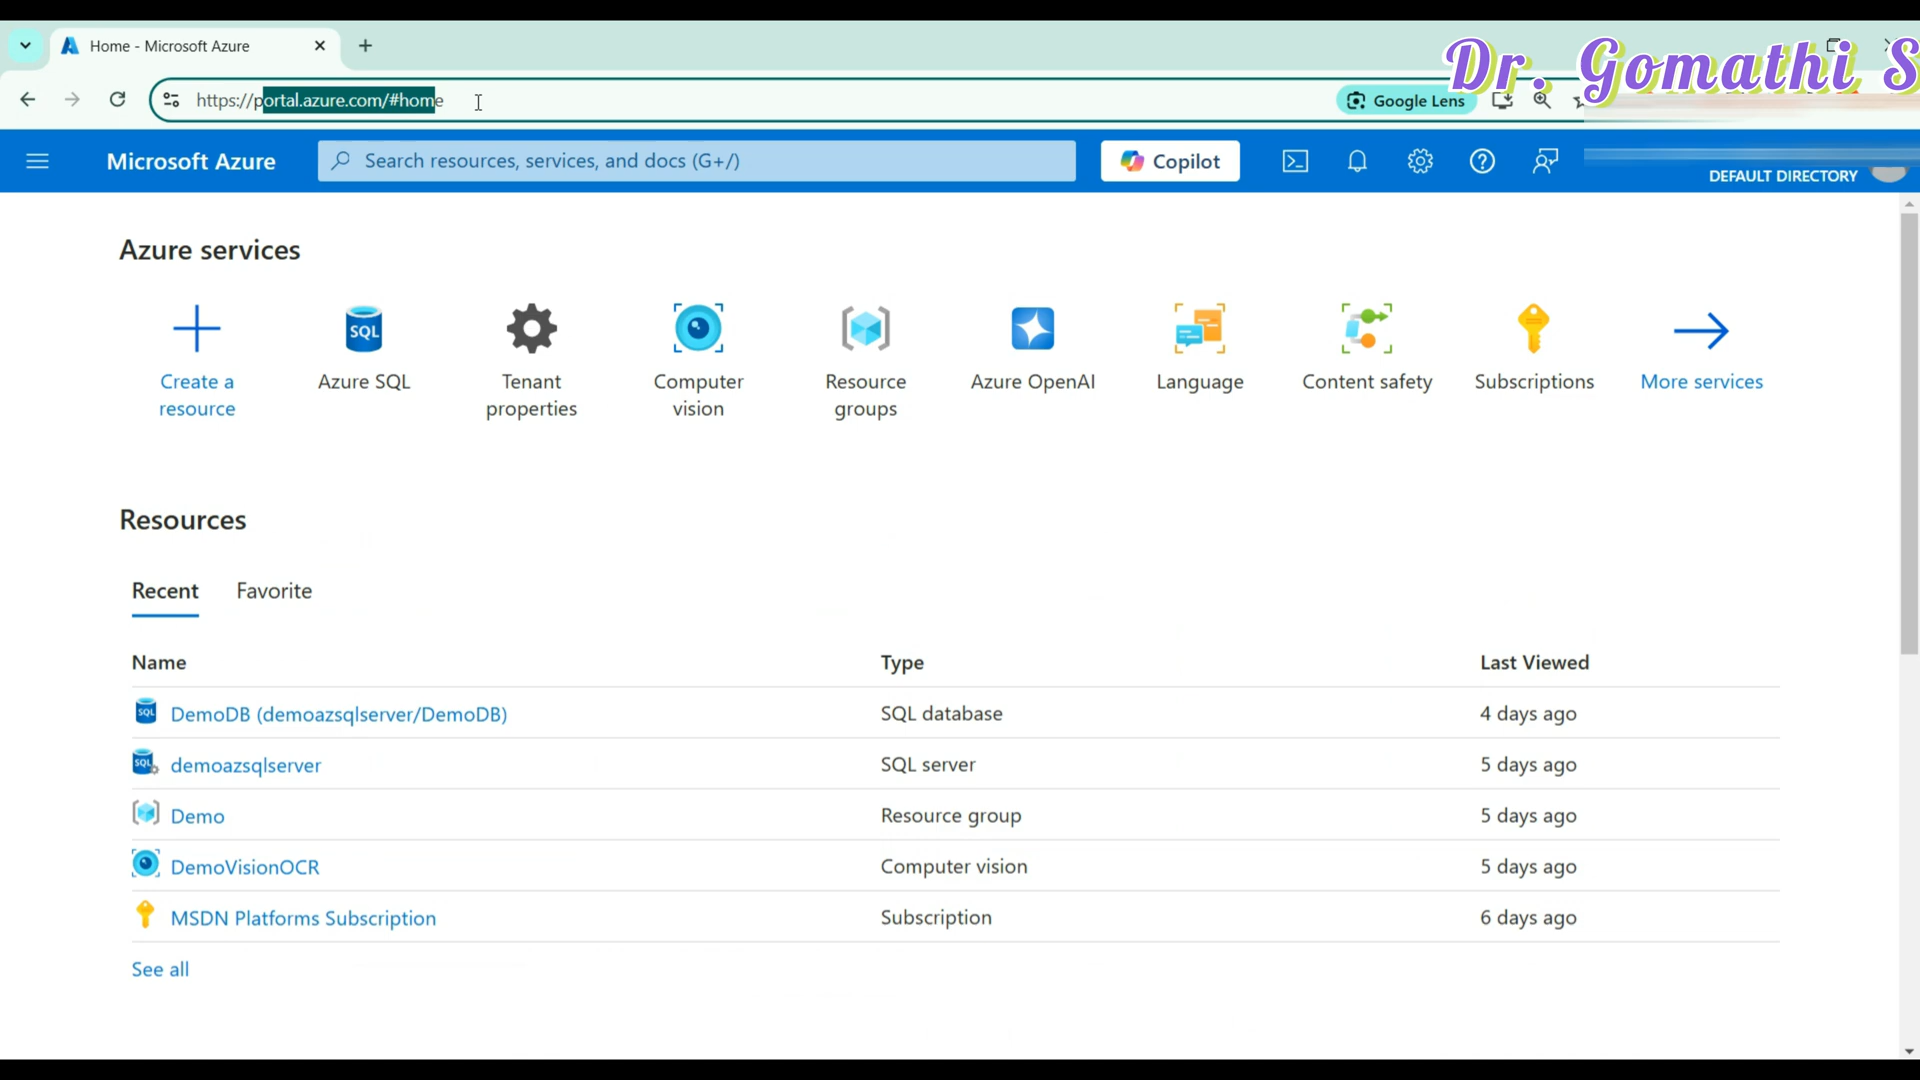 Home - Microsoft Azure
Dr. Gomathi S
https://portal.azure.com/#home
Google Lens
Microsoft Azure
Search resources, services, and docs (G+/)
Copilot
DEFAULT DIRECTORY
Azure services
Create a resource
SQL
Azure SQL
Tenant properties
Computer vision
Resource groups
Azure OpenAI
Language
Content safety
Subscriptions
More services
Resources
Recent Favorite
Name Type Last Viewed
SQL DemoDB (demoazsqlserver/DemoDB) SQL database 4 days ago
SQL demoazsqlserver SQL server 5 days ago
Demo Resource group 5 days ago
DemoVisionOCR Computer vision 5 days ago
MSDN Platforms Subscription Subscription 6 days ago
See all